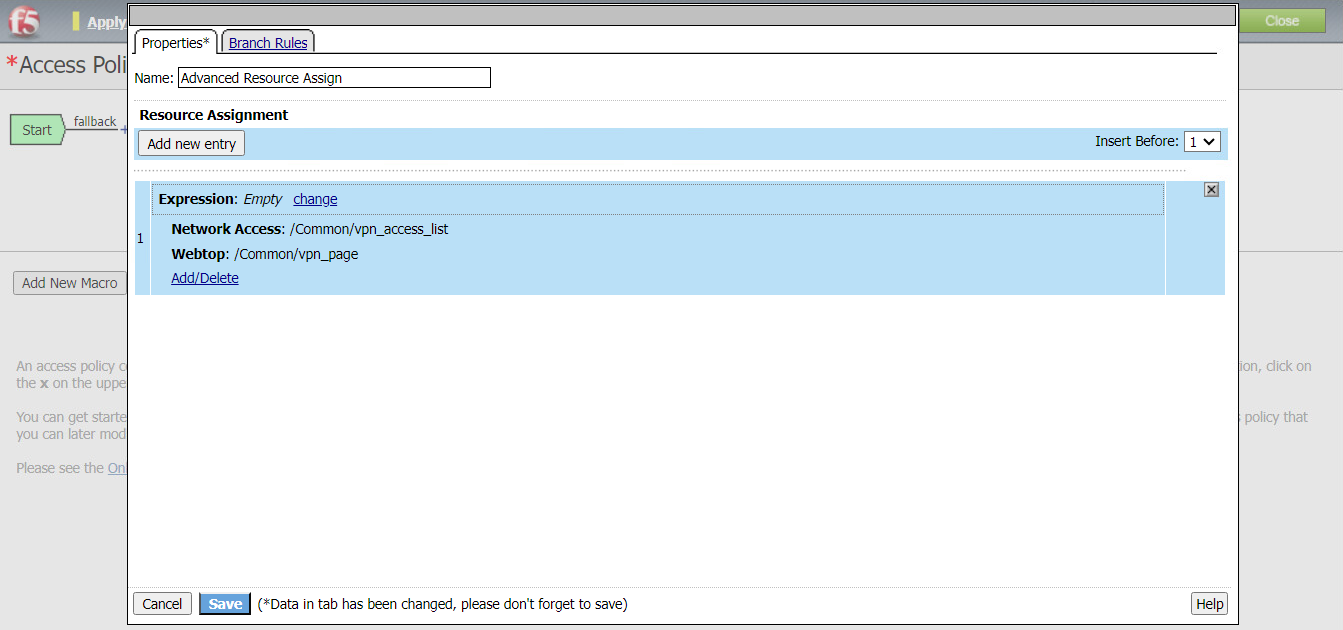 f5
Apply
Close
Properties*
Branch Rules
*Access Poli
Name: Advanced Resource Assign
Resource Assignment
Start
fallback
+
Add new entry
Insert Before: 1
Expression: Empty change
1
Network Access: /Common/vpn_access_list
Webtop: /Common/vpn_page
Add/Delete
Add New Macro
An access policy c
ion, click on
the x on the uppe
You can get starte
s policy that
you can later mod
Please see the Onl
Cancel
Save
(*Data in tab has been changed, please don't forget to save)
Help